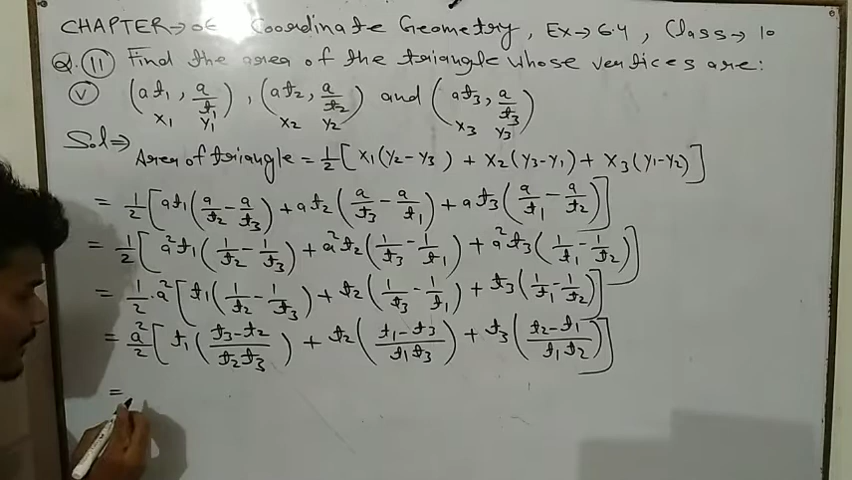 CHAPTER → 06 Coordinate Geometry, Ex → 6.4, Class → 10
Q. (11) Find the area of the triangle whose vertices are:
(v) (at₁, a/t₁), (at₂, a/t₂) and (at₃, a/t₃)
x₁ y₁ x₂ y₂ x₃ y₃
Sol ⇒
Area of triangle = 1/2 [x₁(y₂-y₃) + x₂(y₃-y₁) + x₃(y₁-y₂)]
= 1/2 [at₁(a/t₂ - a/t₃) + at₂(a/t₃ - a/t₁) + at₃(a/t₁ - a/t₂)]
= 1/2 [a²t₁(1/t₂ - 1/t₃) + a²t₂(1/t₃ - 1/t₁) + a²t₃(1/t₁ - 1/t₂)]
= 1/2 · a² [t₁(1/t₂ - 1/t₃) + t₂(1/t₃ - 1/t₁) + t₃(1/t₁ - 1/t₂)]
= a²/2 [t₁((t₃-t₂)/(t₂t₃)) + t₂((t₁-t₃)/(t₁t₃)) + t₃((t₂-t₁)/(t₁t₂))]
=